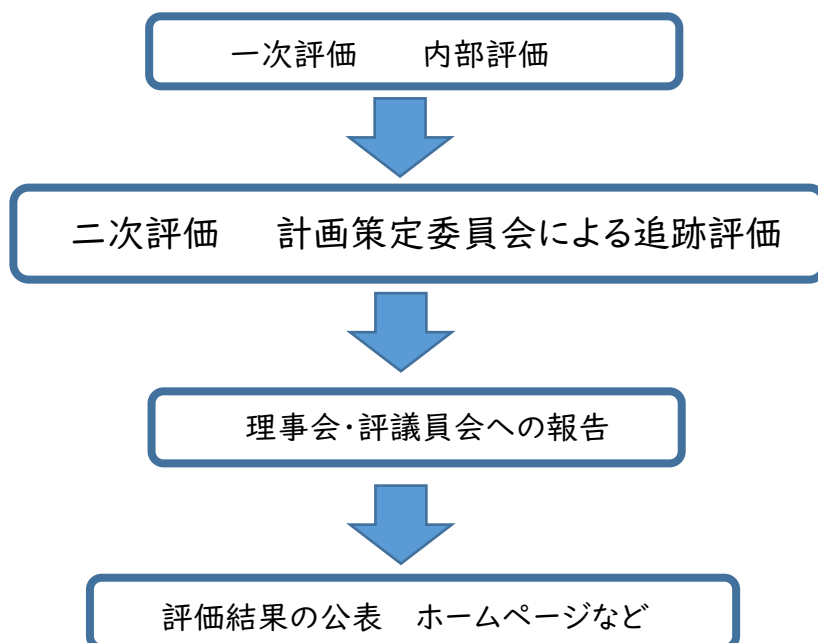 一次評価　　内部評価
二次評価　計画策定委員会による追跡評価
理事会・評議員会への報告
評価結果の公表　ホームページなど